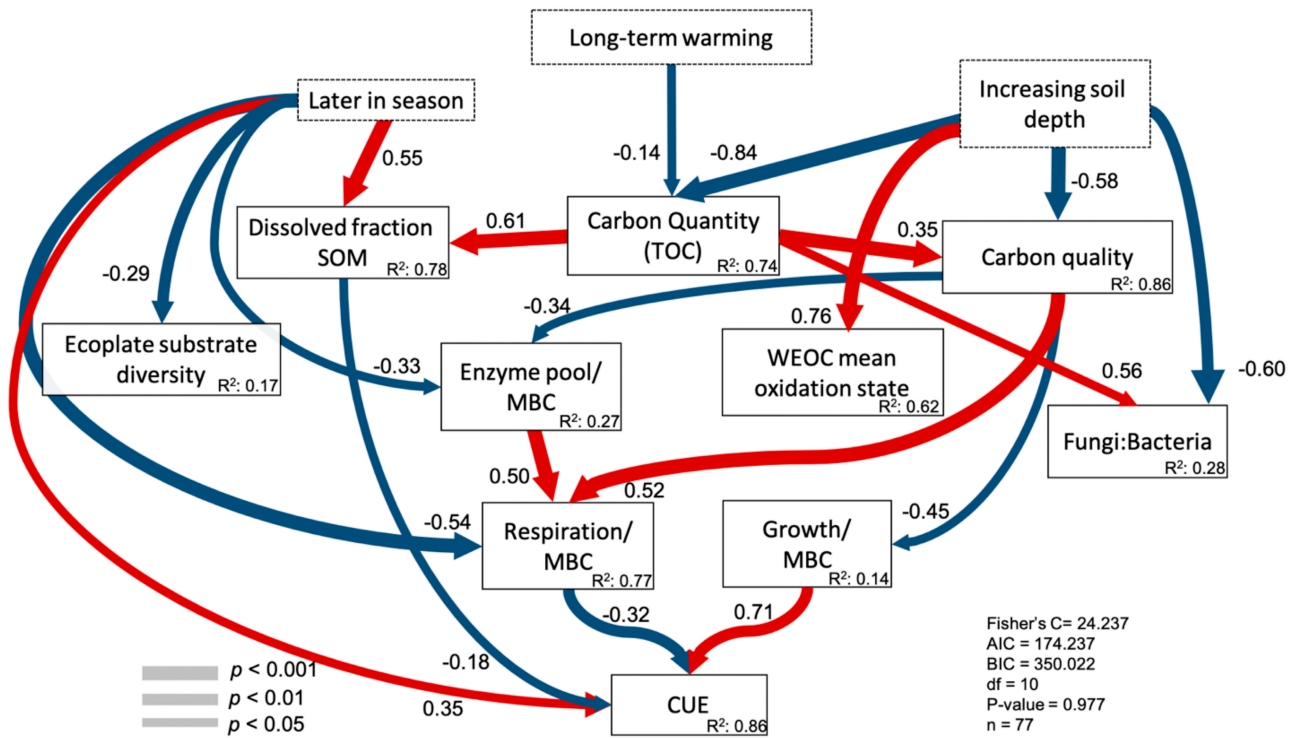 Long-term warming
Later in season
Increasing soil
depth
-0.14
-0.84
0.55
-0.58
Dissolved fraction
SOM
R²: 0.78
0.61
Carbon Quantity
(TOC)
R²: 0.74
0.35
Carbon quality
R²: 0.86
-0.29
-0.34
0.76
Ecoplate substrate
diversity
R²: 0.17
-0.33
Enzyme pool/
MBC
R²: 0.27
WEOC mean
oxidation state
R²: 0.62
0.56
-0.60
Fungi:Bacteria
R²: 0.28
0.50
0.52
-0.54
Respiration/
MBC
R²: 0.77
Growth/
MBC
R²: 0.14
-0.45
-0.32
0.71
-0.18
0.35
CUE
R²: 0.86
p < 0.001
p < 0.01
p < 0.05
Fisher's C= 24.237
AIC = 174.237
BIC = 350.022
df = 10
P-value = 0.977
n = 77